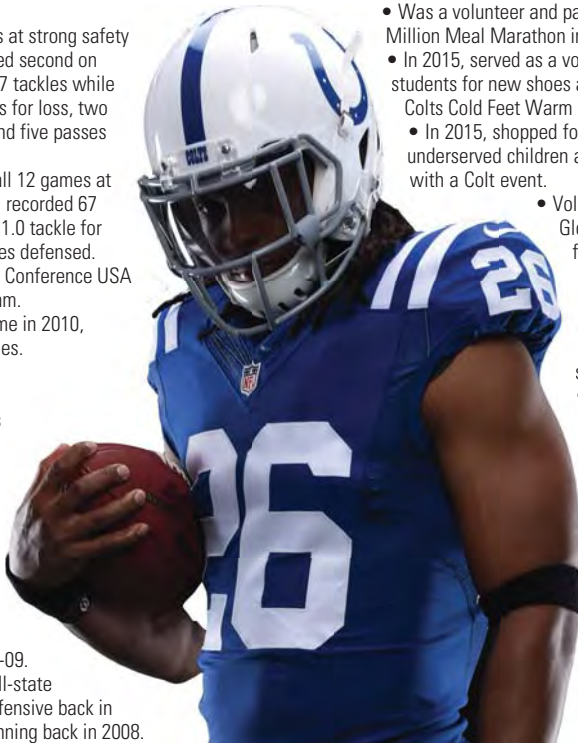 s at strong safety
ed second on
7 tackles while
s for loss, two
nd five passes
all 12 games at
recorded 67
1.0 tackle for
es defensed.
Conference USA
am.
me in 2010,
es.
s
-09.
ll-state
fensive back in
nning back in 2008.
• Was a volunteer and pa
Million Meal Marathon i
• In 2015, served as a vo
students for new shoes a
Colts Cold Feet Warm
• In 2015, shopped fo
underserved children a
with a Colt event.
• Vol
Glo
f
s
COLTS
26
NFL
26